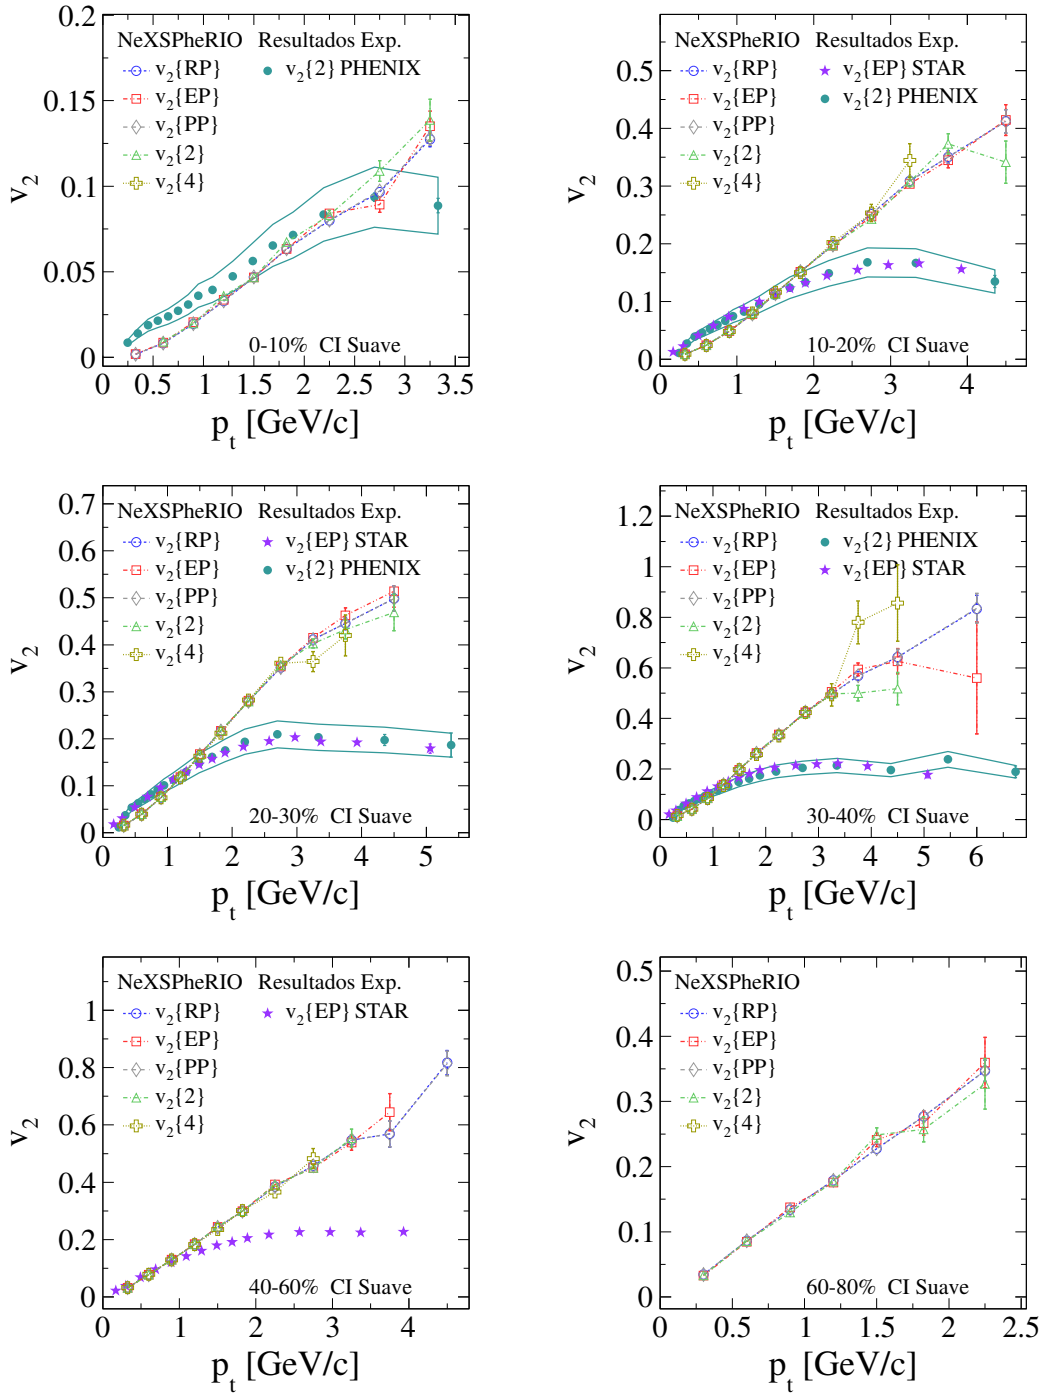 0.2
0.15
0.1
0.05
0
v2
NeXSPheRIO Resultados Exp.
v2{RP} v2{2} PHENIX
v2{EP}
v2{PP}
v2{2}
v2{4}
0-10% CI Suave
0 0.5 1 1.5 2 2.5 3 3.5
pt [GeV/c]
0.5
0.4
0.3
0.2
0.1
0
v2
NeXSPheRIO Resultados Exp.
v2{RP} v2{EP} STAR
v2{EP} v2{2} PHENIX
v2{PP}
v2{2}
v2{4}
10-20% CI Suave
0 1 2 3 4
pt [GeV/c]
0.7
0.6
0.5
0.4
0.3
0.2
0.1
0
v2
NeXSPheRIO Resultados Exp.
v2{RP} v2{EP} STAR
v2{EP} v2{2} PHENIX
v2{PP}
v2{2}
v2{4}
20-30% CI Suave
0 1 2 3 4 5
pt [GeV/c]
1.2
1
0.8
0.6
0.4
0.2
0
v2
NeXSPheRIO Resultados Exp.
v2{RP} v2{2} PHENIX
v2{EP} v2{EP} STAR
v2{PP}
v2{2}
v2{4}
30-40% CI Suave
0 1 2 3 4 5 6
pt [GeV/c]
1
0.8
0.6
0.4
0.2
0
v2
NeXSPheRIO Resultados Exp.
v2{RP} v2{EP} STAR
v2{EP}
v2{PP}
v2{2}
v2{4}
40-60% CI Suave
0 1 2 3 4
pt [GeV/c]
0.5
0.4
0.3
0.2
0.1
0
v2
NeXSPheRIO
v2{RP}
v2{EP}
v2{PP}
v2{2}
v2{4}
60-80% CI Suave
0 0.5 1 1.5 2 2.5
pt [GeV/c]